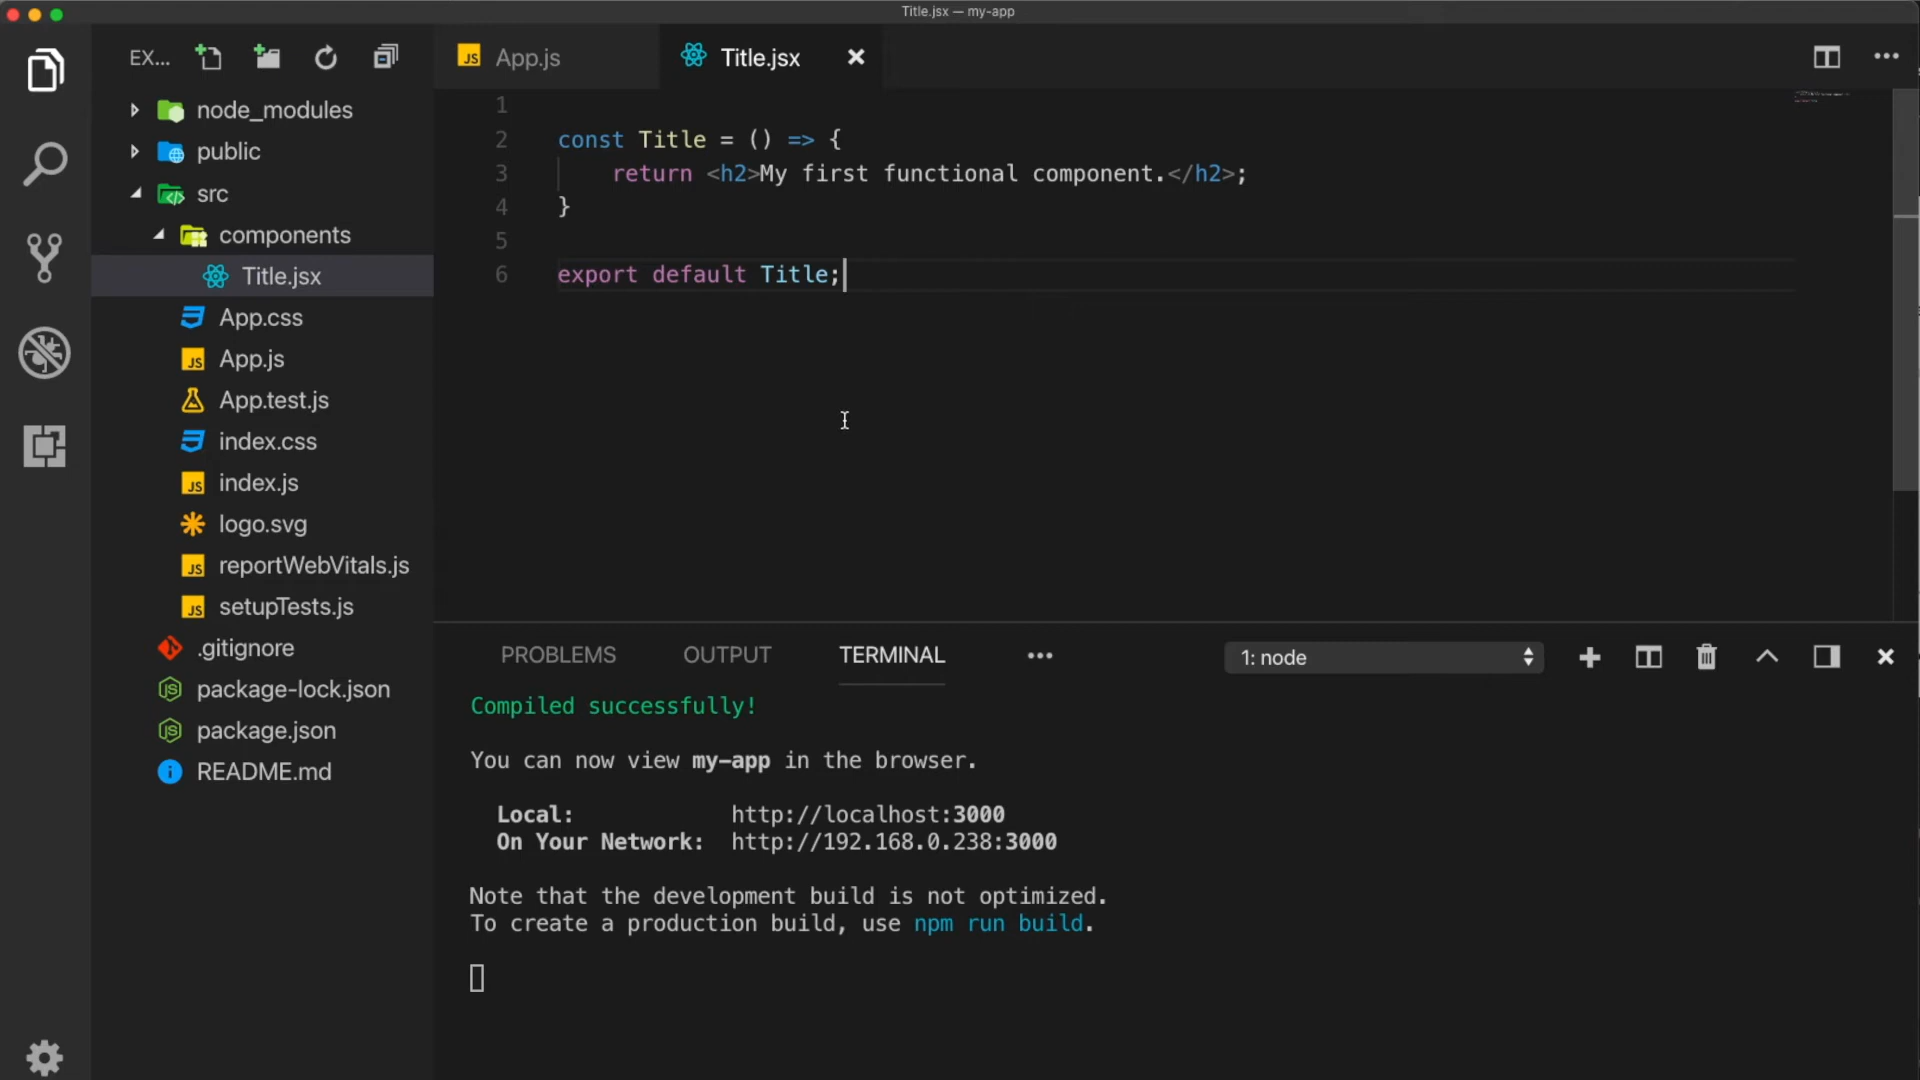 Title.jsx — my-app
EX...
App.js
Title.jsx
node_modules
public
src
components
Title.jsx
App.css
App.js
App.test.js
index.css
index.js
logo.svg
reportWebVitals.js
setupTests.js
.gitignore
package-lock.json
package.json
README.md
1
2 const Title = () => {
3 return <h2>My first functional component.</h2>;
4 }
5
6 export default Title;
PROBLEMS OUTPUT TERMINAL ••• 1: node
Compiled successfully!
You can now view my-app in the browser.
Local: http://localhost:3000
On Your Network: http://192.168.0.238:3000
Note that the development build is not optimized.
To create a production build, use npm run build.